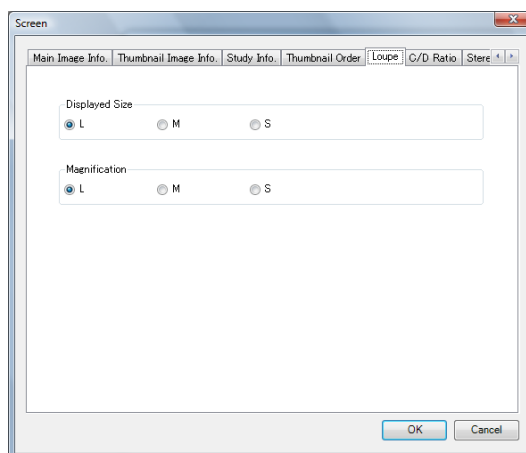 Screen
Main Image Info. Thumbnail Image Info. Study Info. Thumbnail Order Loupe C/D Ratio Stere
Displayed Size
L M S
Magnification
L M S
OK Cancel